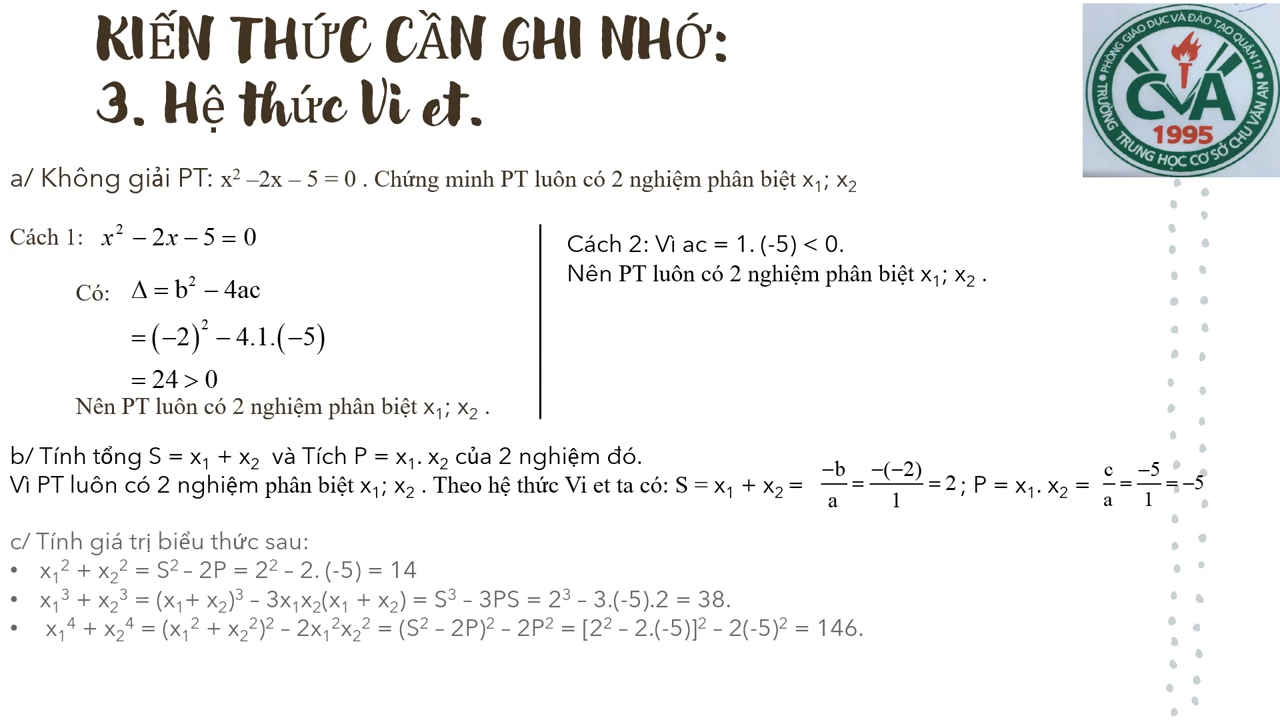 KIẾN THỨC CẦN GHI NHỚ:
3. Hệ thức Vi et.
PHÒNG GIÁO DỤC VÀ ĐÀO TẠO QUẬN 11
CVA
1995
TRƯỜNG TRUNG HỌC CƠ SỞ CHU VĂN AN
a/ Không giải PT: x² –2x – 5 = 0 . Chứng minh PT luôn có 2 nghiệm phân biệt x₁; x₂
Cách 1: x² − 2x − 5 = 0
Có: Δ = b² − 4ac
= (−2)² − 4.1.(−5)
= 24 > 0
Nên PT luôn có 2 nghiệm phân biệt x₁; x₂ .
Cách 2: Vì ac = 1. (-5) < 0.
Nên PT luôn có 2 nghiệm phân biệt x₁; x₂ .
b/ Tính tổng S = x₁ + x₂ và Tích P = x₁. x₂ của 2 nghiệm đó.
Vì PT luôn có 2 nghiệm phân biệt x₁; x₂ . Theo hệ thức Vi et ta có: S = x₁ + x₂ = −b/a = −(−2)/1 = 2 ; P = x₁. x₂ = c/a = −5/1 = −5
c/ Tính giá trị biểu thức sau:
• x₁² + x₂² = S² – 2P = 2² – 2. (-5) = 14
• x₁³ + x₂³ = (x₁+ x₂)³ – 3x₁x₂(x₁ + x₂) = S³ – 3PS = 2³ – 3.(-5).2 = 38.
• x₁⁴ + x₂⁴ = (x₁² + x₂²)² – 2x₁²x₂² = (S² – 2P)² – 2P² = [2² – 2.(-5)]² – 2(-5)² = 146.